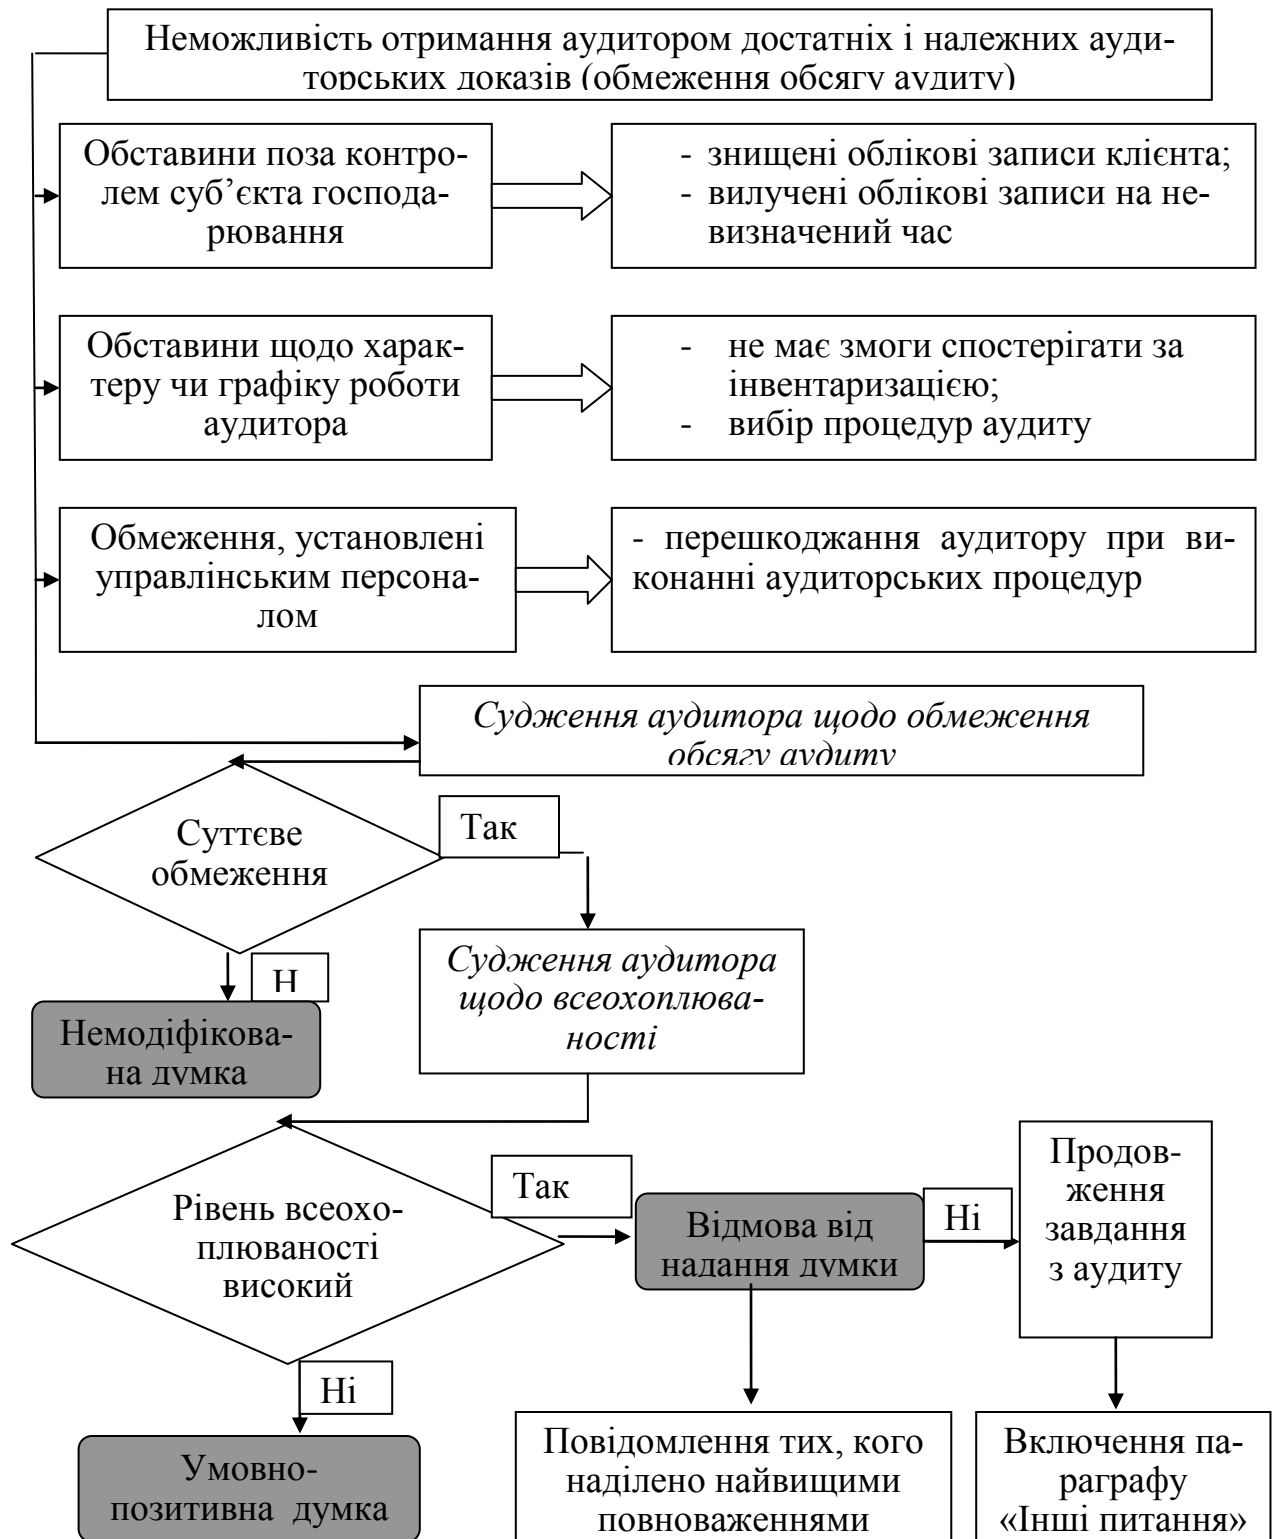 Неможливість отримання аудитором достатніх і належних ауди-
торських доказів (обмеження обсягу аудиту)
Обставини поза контро-
лем суб’єкта господа-
рювання
- знищені облікові записи клієнта;
- вилучені облікові записи на не-
визначений час
Обставини щодо харак-
теру чи графіку роботи
аудитора
- не має змоги спостерігати за
інвентаризацією;
- вибір процедур аудиту
Обмеження, установлені
управлінським персона-
лом
- перешкоджання аудитору при ви-
конанні аудиторських процедур
Судження аудитора щодо обмеження
обсягу аудиту
Суттєве
обмеження
Так
Н
Немодіфікова-
на думка
Судження аудитора
щодо всеохоплюва-
ності
Рівень всеохо-
плюваності
високий
Так
Відмова від
надання думки
Ні
Продов-
ження
завдання
з аудиту
Ні
Умовно-
позитивна думка
Повідомлення тих, кого
наділено найвищими
повноваженнями
Включення па-
раграфу
«Інші питання»